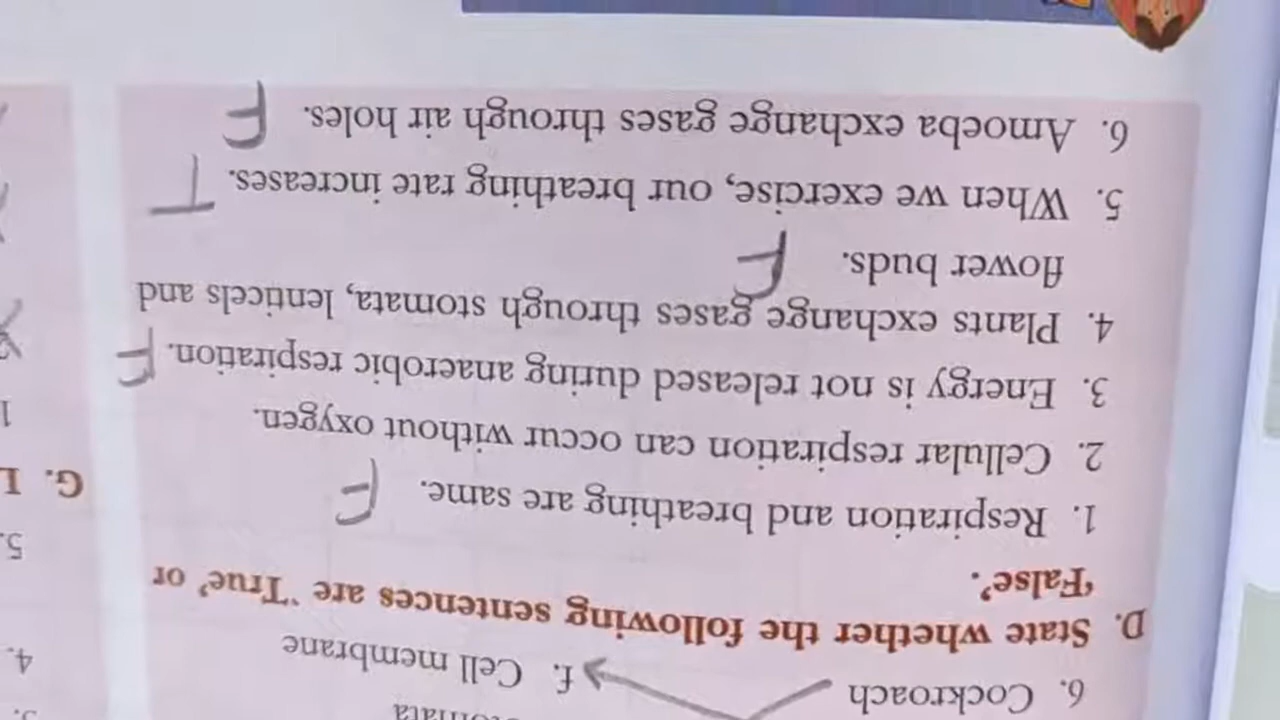 6. Cockroach
f. Cell membrane
D. State whether the following sentences are 'True' or
'False'.
1. Respiration and breathing are same. F
2. Cellular respiration can occur without oxygen.
3. Energy is not released during anaerobic respiration. F
4. Plants exchange gases through stomata, lenticels and
flower buds. F
5. When we exercise, our breathing rate increases. T
6. Amoeba exchange gases through air holes. F
4.
5.
G.